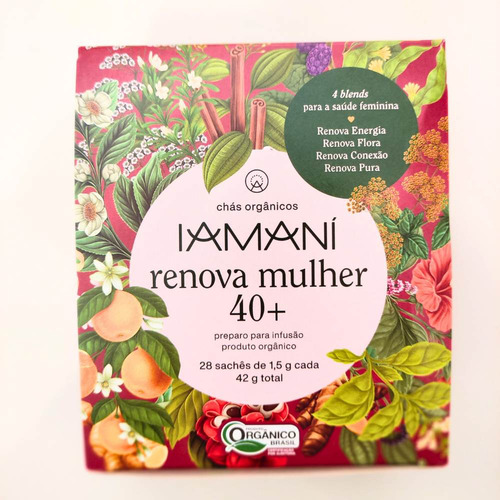 4 blends
para a saúde feminina
Renova Energia
Renova Flora
Renova Conexão
Renova Pura
chás orgânicos
IAMANÍ
renova mulher
40+
preparo para infusão
produto orgânico
28 sachês de 1,5 g cada
42 g total
ORGÂNICO
BRASIL